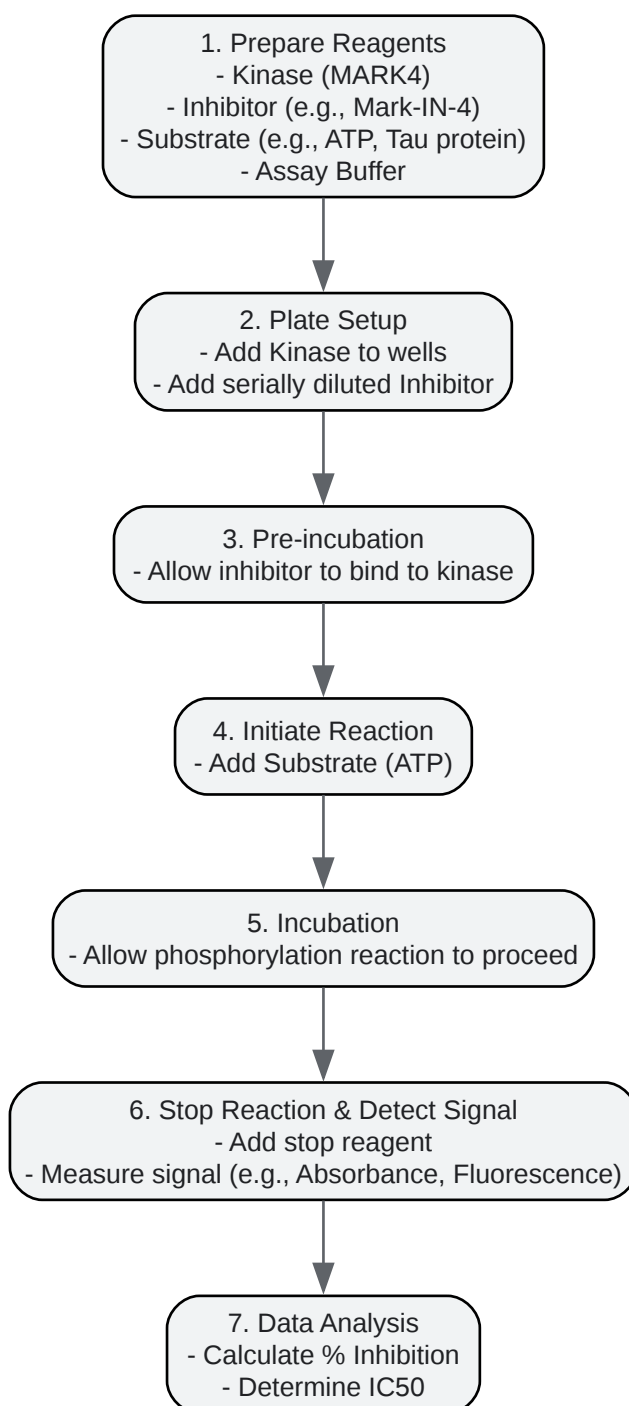 1. Prepare Reagents
- Kinase (MARK4)
- Inhibitor (e.g., Mark-IN-4)
- Substrate (e.g., ATP, Tau protein)
- Assay Buffer
2. Plate Setup
- Add Kinase to wells
- Add serially diluted Inhibitor
3. Pre-incubation
- Allow inhibitor to bind to kinase
4. Initiate Reaction
- Add Substrate (ATP)
5. Incubation
- Allow phosphorylation reaction to proceed
6. Stop Reaction & Detect Signal
- Add stop reagent
- Measure signal (e.g., Absorbance, Fluorescence)
7. Data Analysis
- Calculate % Inhibition
- Determine IC50